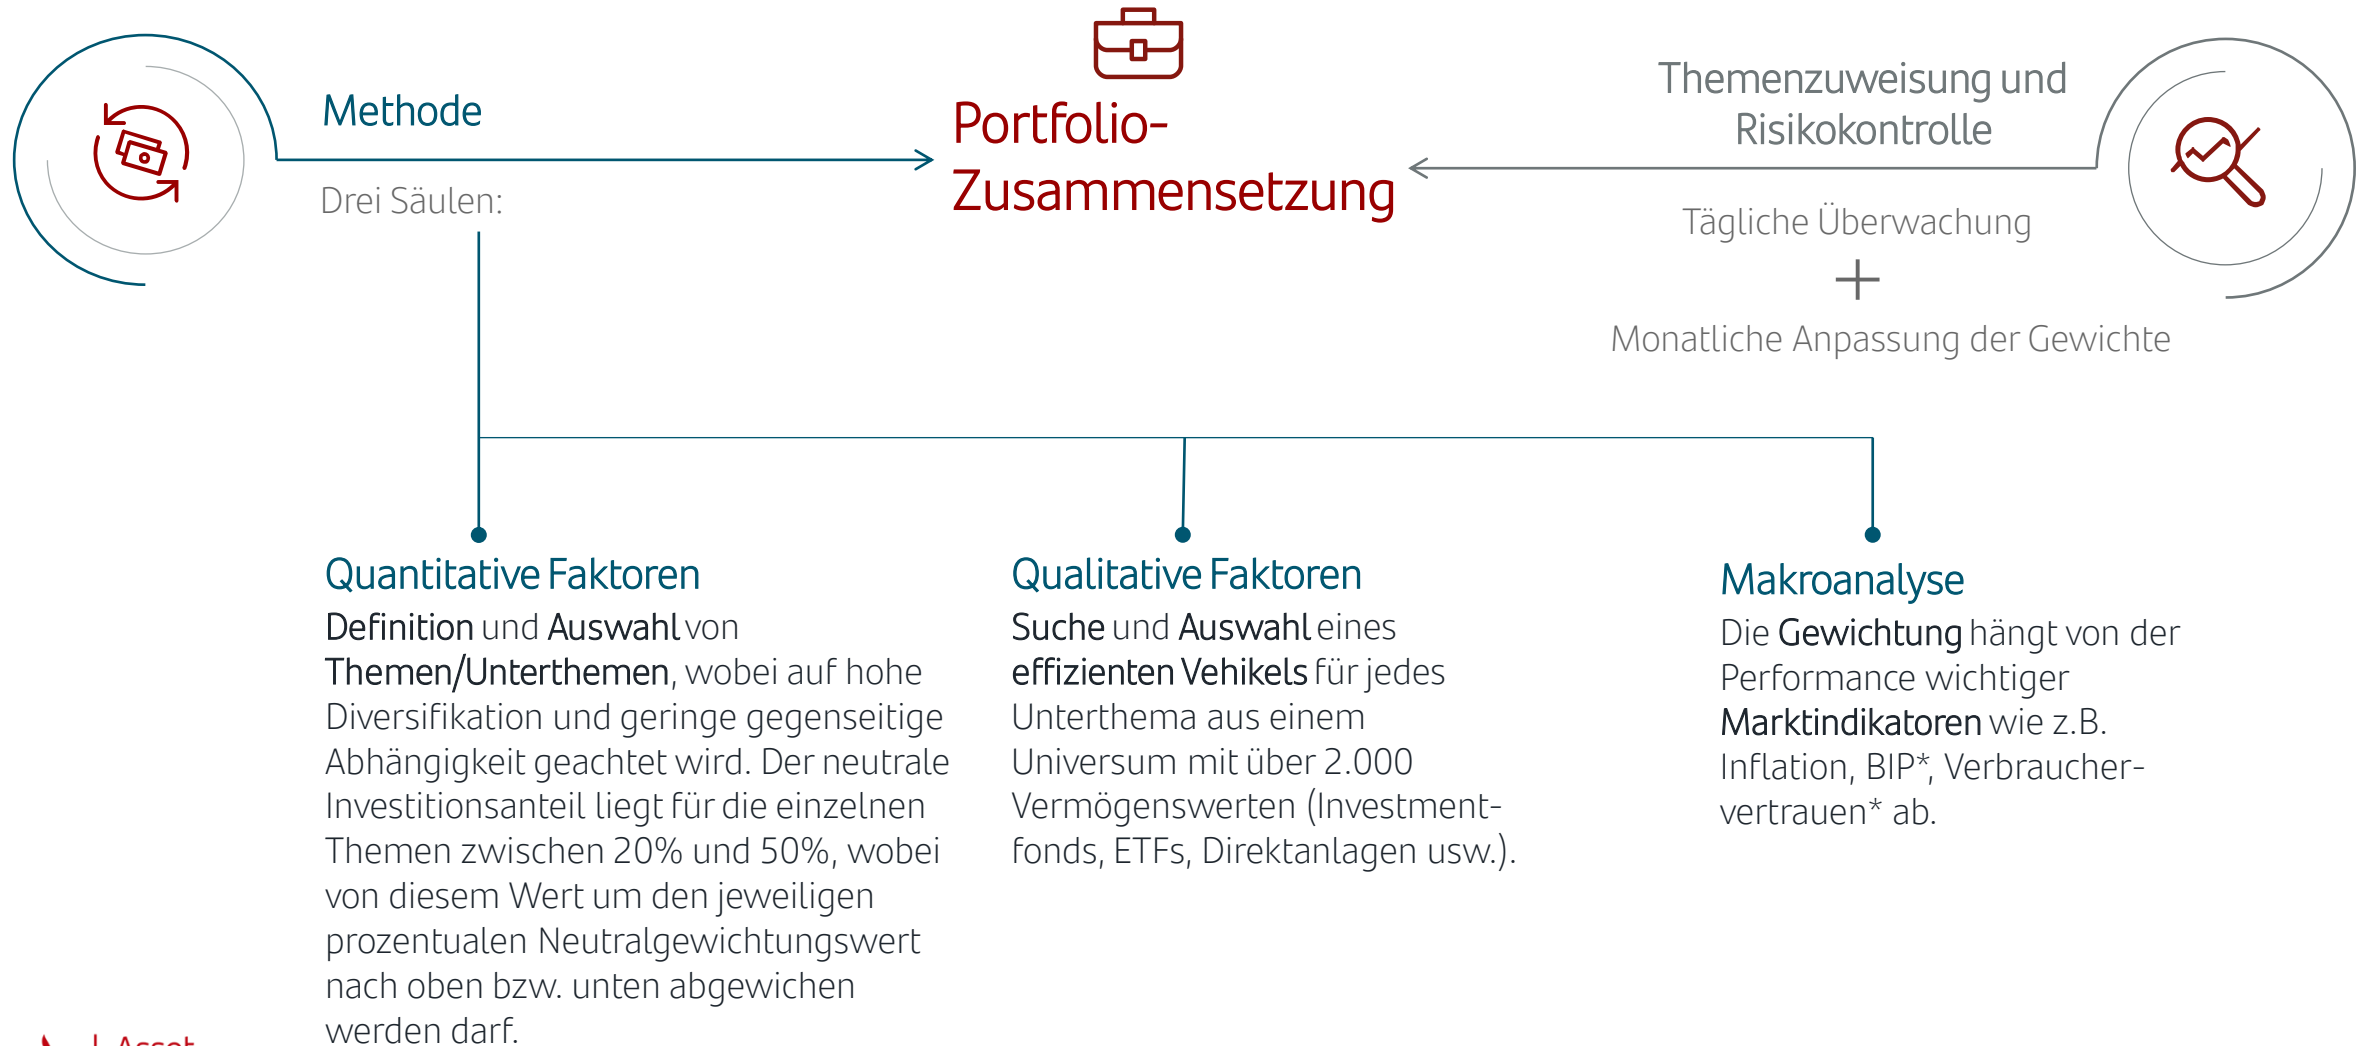 Methode
Drei Säulen:
Portfolio-
Zusammensetzung
Themenzuweisung und
Risikokontrolle
Tägliche Überwachung
+
Monatliche Anpassung der Gewichte
Quantitative Faktoren
Definition und Auswahl von
Themen/Unterthemen, wobei auf hohe
Diversifikation und geringe gegenseitige
Abhängigkeit geachtet wird. Der neutrale
Investitionsanteil liegt für die einzelnen
Themen zwischen 20% und 50%, wobei
von diesem Wert um den jeweiligen
prozentualen Neutralgewichtungswert
nach oben bzw. unten abgewichen
werden darf.
Qualitative Faktoren
Suche und Auswahl eines
effizienten Vehikels für jedes
Unterthema aus einem
Universum mit über 2.000
Vermögenswerten (Investment-
fonds, ETFs, Direktanlagen usw.).
Makroanalyse
Die Gewichtung hängt von der
Performance wichtiger
Marktindikatoren wie z.B.
Inflation, BIP*, Verbraucher-
vertrauen* ab.
Asset